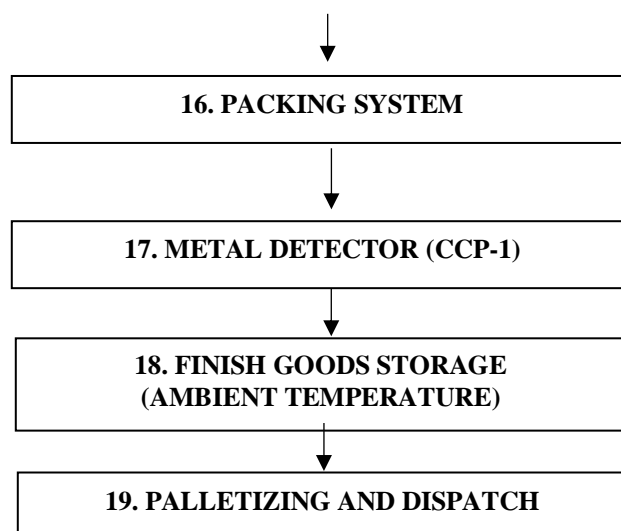 16. PACKING SYSTEM
17. METAL DETECTOR (CCP-1)
18. FINISH GOODS STORAGE
(AMBIENT TEMPERATURE)
19. PALLETIZING AND DISPATCH